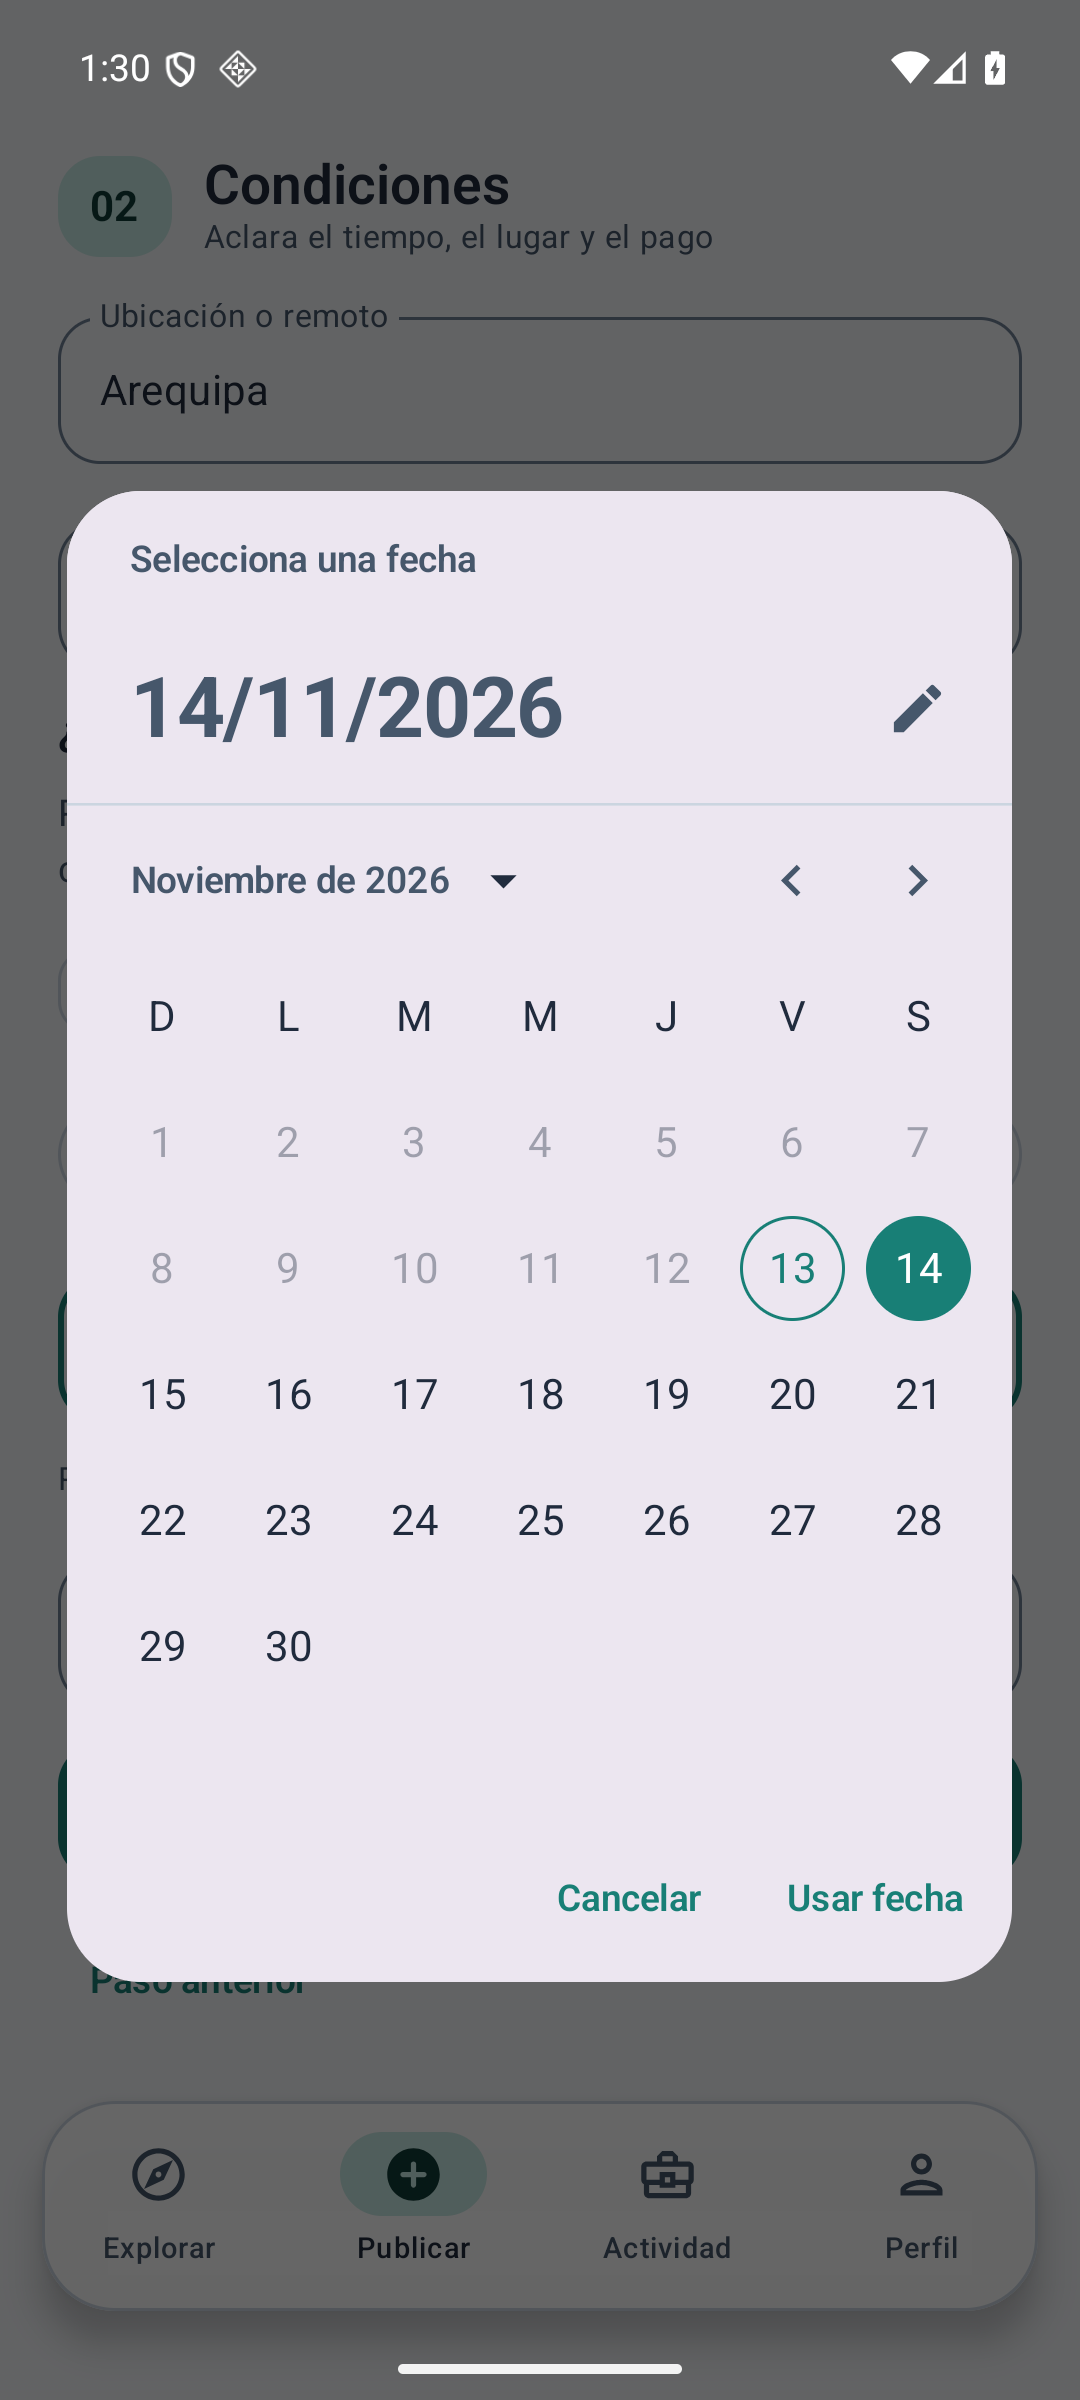 1:30
02
Condiciones
Aclara el tiempo, el lugar y el pago
Ubicación o remoto
Arequipa
Selecciona una fecha
14/11/2026
Noviembre de 2026
D L M M J V S
1 2 3 4 5 6 7
8 9 10 11 12 13 14
15 16 17 18 19 20 21
22 23 24 25 26 27 28
29 30
Cancelar Usar fecha
Paso anterior
Explorar Publicar Actividad Perfil